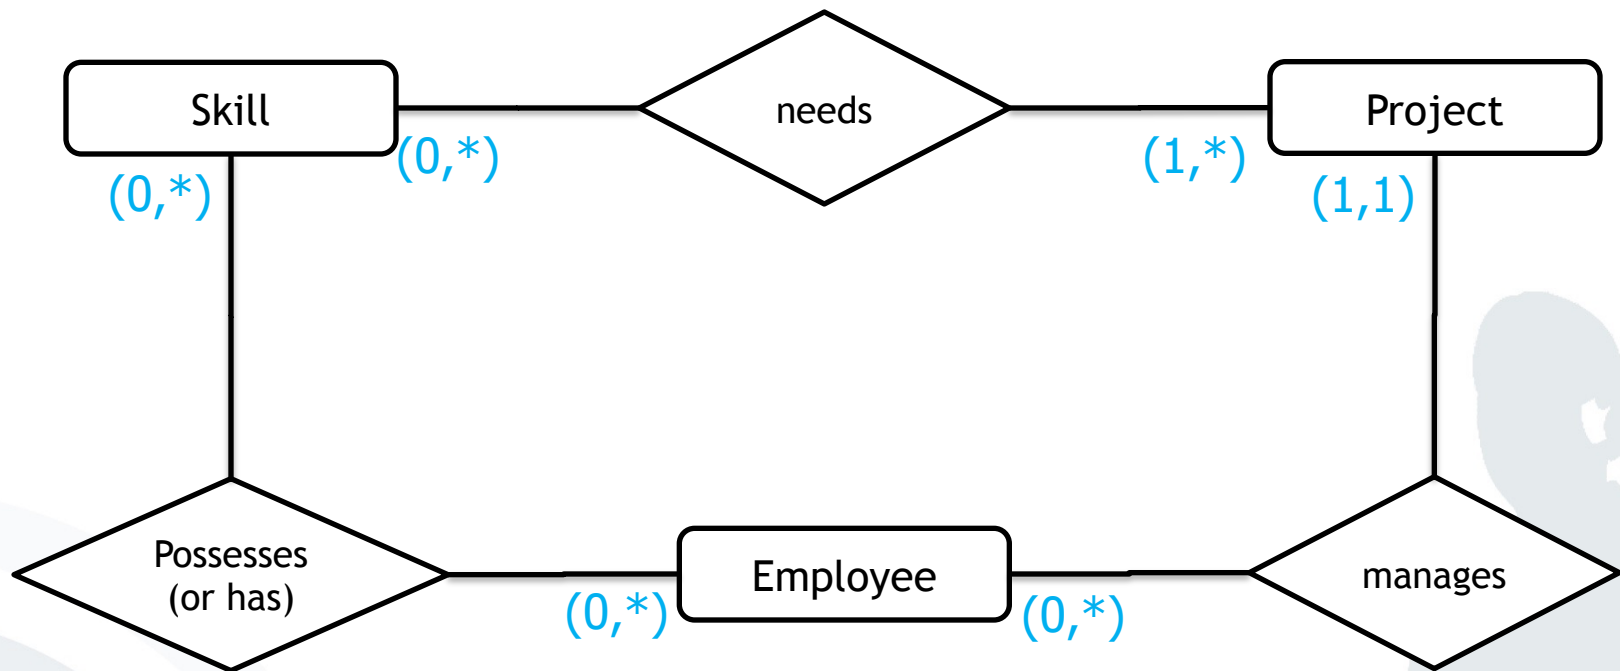 Skill
needs
Project
(0,*)
(1,*)
(0,*)
(1,1)
Possesses
(or has)
Employee
manages
(0,*)
(0,*)